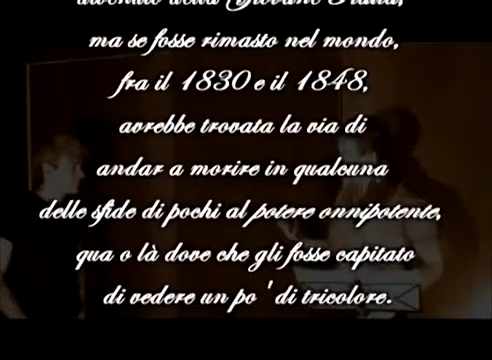 divenuto della Giovane Italia,
ma se fosse rimasto nel mondo,
fra il 1830 e il 1848,
avrebbe trovata la via di
andar a morire in qualcuna
delle sfide di pochi al potere onnipotente,
qua o là dove che gli fosse capitato
di vedere un po ' di tricolore.